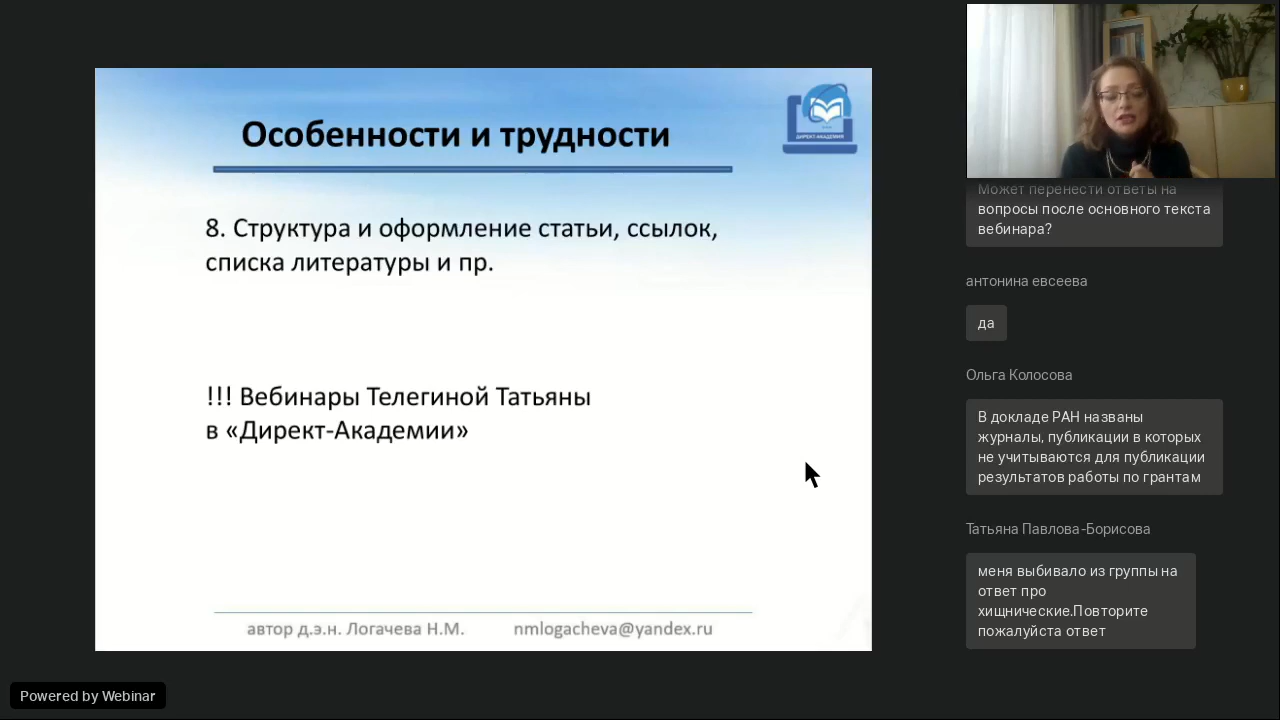 Особенности и трудности
ДИРЕКТ-АКАДЕМИЯ
8. Структура и оформление статьи, ссылок,
списка литературы и пр.
!!! Вебинары Телегиной Татьяны
в «Директ-Академии»
автор д.э.н. Логачева Н.М. nmlogacheva@yandex.ru
Может перенести ответы на
вопросы после основного текста
вебинара?
антонина евсеева
да
Ольга Колосова
В докладе РАН названы
журналы, публикации в которых
не учитываются для публикации
результатов работы по грантам
Татьяна Павлова-Борисова
меня выбивало из группы на
ответ про
хищнические.Повторите
пожалуйста ответ
Powered by Webinar